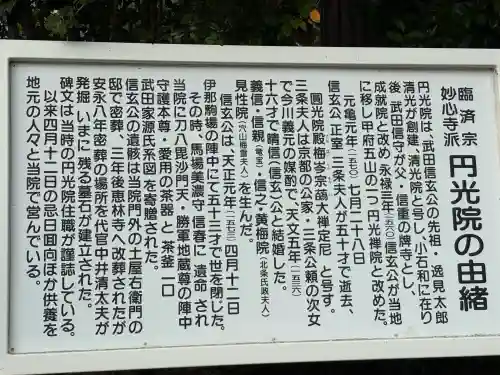 臨済宗
妙心寺派
円光院の由緒
円光院は、武田信玄公の先祖・逸見太郎
清光が創建、清光院と号し、小石和に在り
後 武田信守が父・信重の牌寺とし、
成就院と改め 永禄三年(一五六〇)信玄公が当地
に移し甲府五山の一つ円光禅院と改めた。
元亀元年(一五七〇)七月二十八日
信玄公 正室 三条夫人が五十才で逝去、
圓光院殿梅岑宗䕃大禅定尼 と号す。
三条夫人は京都の公家・三条公頼の次女
で今川義元の媒酌で、天文五年(一五三六)
十六才で晴信(信玄公)と結婚した。
義信・信親(竜宝)・信之・黄梅院(北条氏政夫人)
見性院(穴山梅雪夫人)を生んだ。
信玄公は、天正元年(一五七三)四月十二日
伊那駒場の陣中にて五十三才で世を閉じた。
その時、馬場美濃守 信春に 遺命 され
当院に刀八毘沙門天・勝軍地蔵尊の陣中
守護本尊・愛用の茶器 と 茶釜 二口
武田家源氏系図 を寄贈された。
信玄公の遺骸は当院門外の土屋右衛門の
邸で密葬、三年後恵林寺へ改葬されたが
安永八年密葬の場所を代官中井清太夫が
発掘 いまに 残る墓石が建立された。
碑文は 当時の円光院住職が謹誌している。
以来四月十二日の忌日回向ほか供養を
地元の人々と当院で営んでいる。